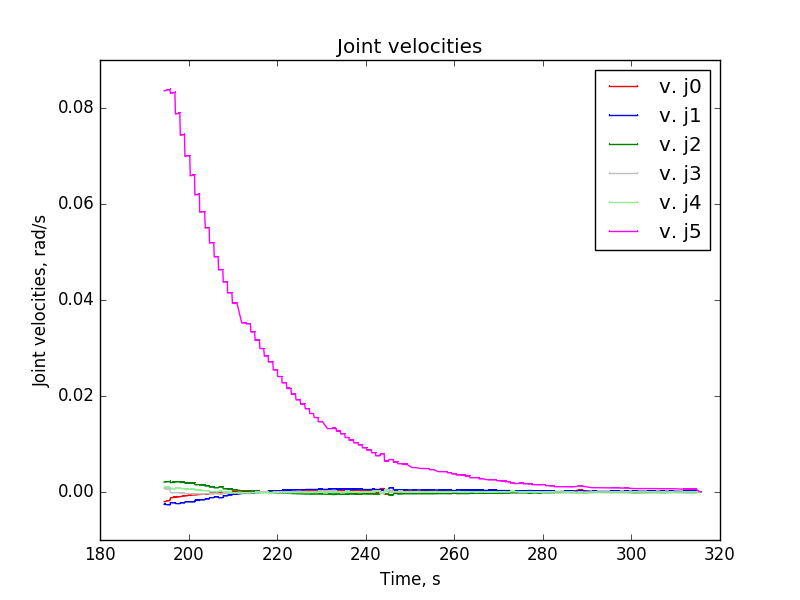 Joint velocities
v. j0
v. j1
v. j2
v. j3
v. j4
v. j5
Joint velocities, rad/s
0.08
0.06
0.04
0.02
0.00
180 200 220 240 260 280 300 320
Time, s